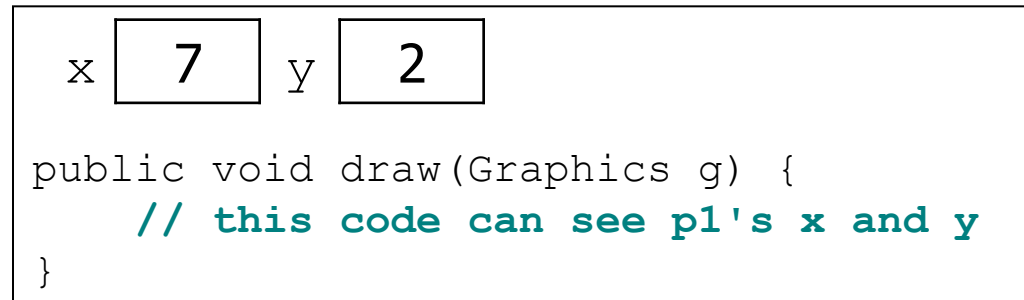 x 7 y 2
public void draw(Graphics g) {
// this code can see p1's x and y
}